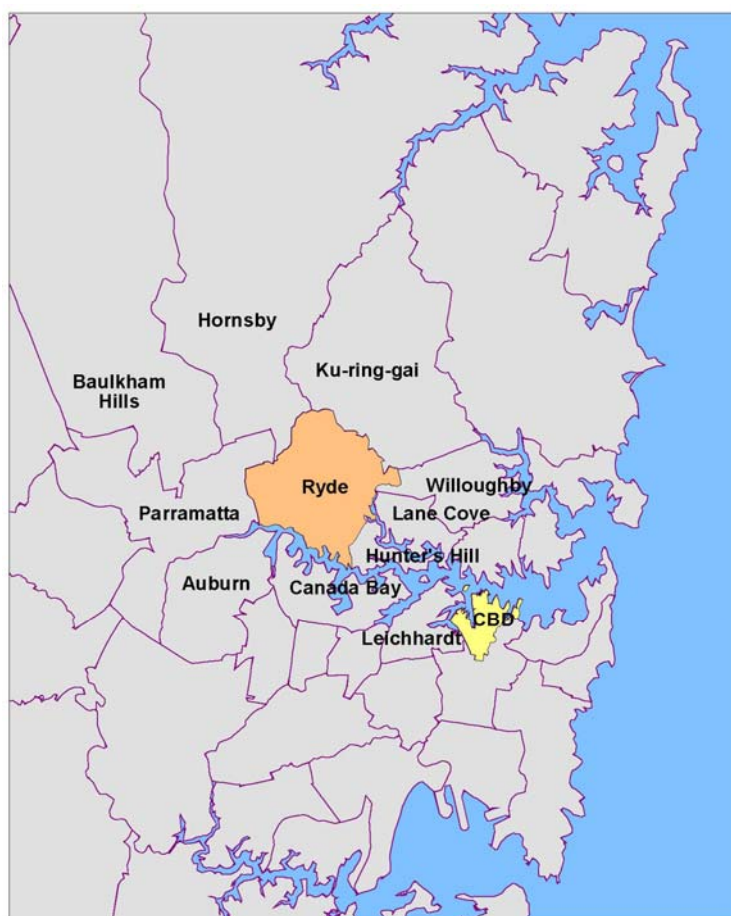 Hornsby
Ku-ring-gai
Baulkham
Hills
Ryde
Willoughby
Parramatta
Lane Cove
Hunter's Hill
Auburn
Canada Bay
CBD
Leichhardt